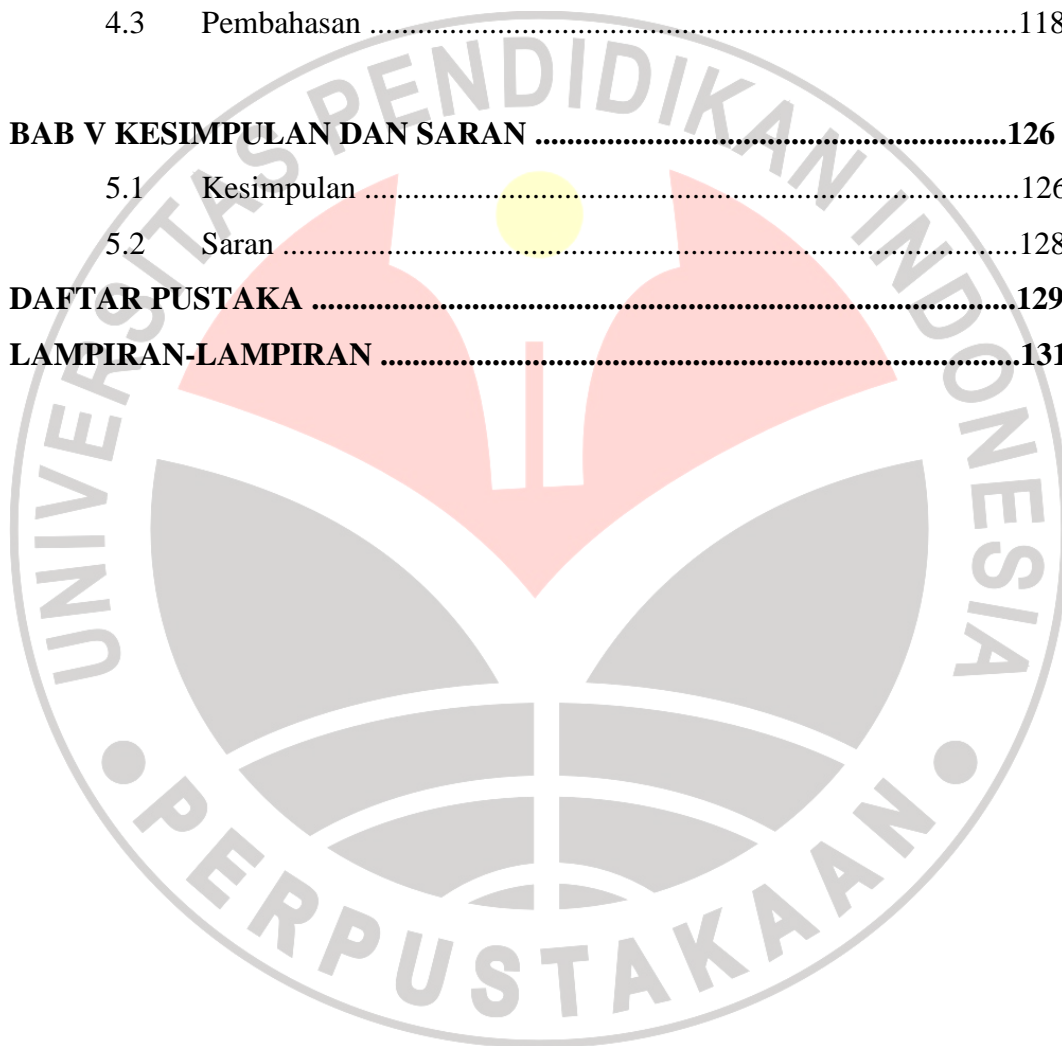 4.3 Pembahasan ................................................................................118
BAB V KESIMPULAN DAN SARAN ..........................................................126
5.1 Kesimpulan ................................................................................126
5.2 Saran ...........................................................................................128
DAFTAR PUSTAKA ......................................................................................129
LAMPIRAN-LAMPIRAN ..............................................................................131
UNIVERSITAS PENDIDIKAN INDONESIA
PERPUSTAKAAN